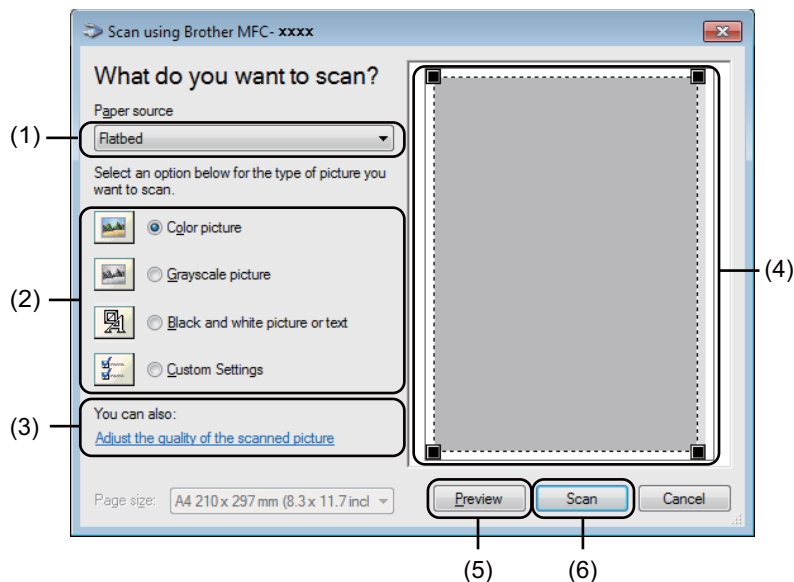 Scan using Brother MFC- xxxx
What do you want to scan?
Paper source
(1)
Flatbed
Select an option below for the type of picture you
want to scan.
(2)
Color picture
Grayscale picture
Black and white picture or text
Custom Settings
(3)
You can also:
Adjust the quality of the scanned picture
(4)
Page size:
A4 210 x 297 mm (8.3 x 11.7 incl
Preview
Scan
Cancel
(5)
(6)